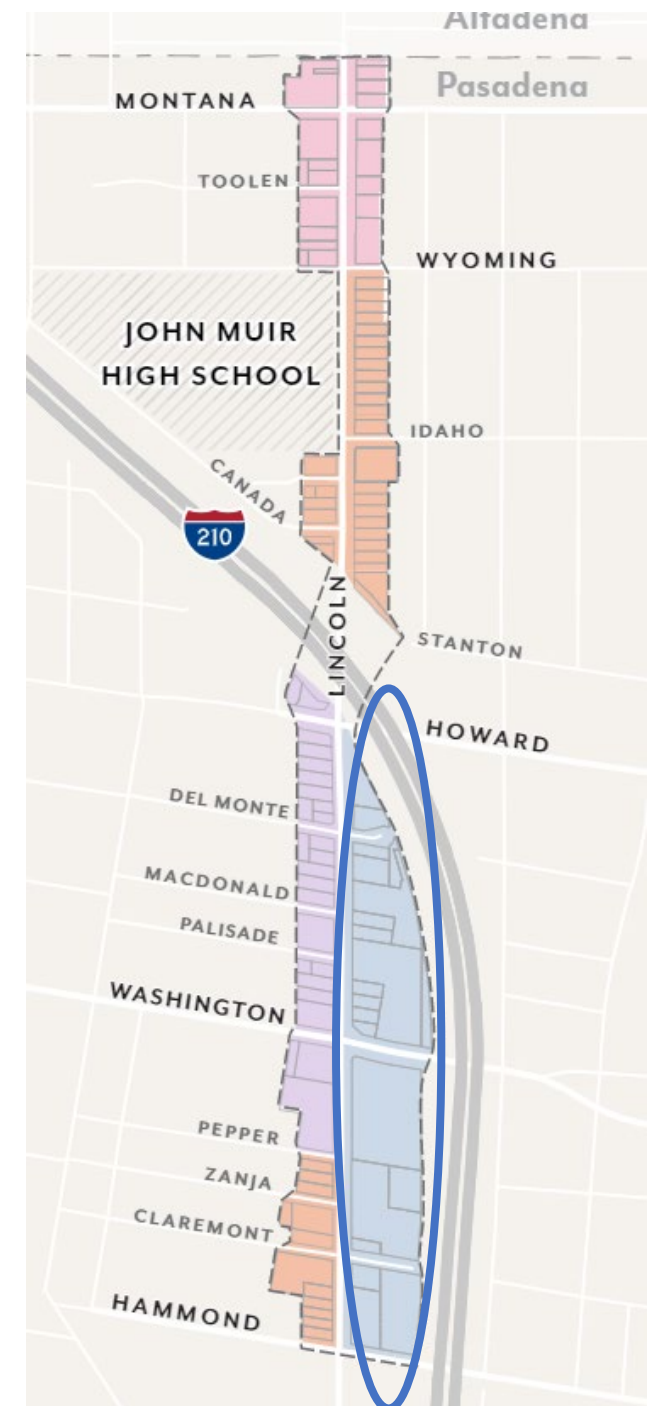 Altadena
Pasadena
MONTANA
TOOLEN
WYOMING
JOHN MUIR
HIGH SCHOOL
IDAHO
CANADA
210
LINCOLN
STANTON
HOWARD
DEL MONTE
MACDONALD
PALISADE
WASHINGTON
PEPPER
ZANJA
CLAREMONT
HAMMOND